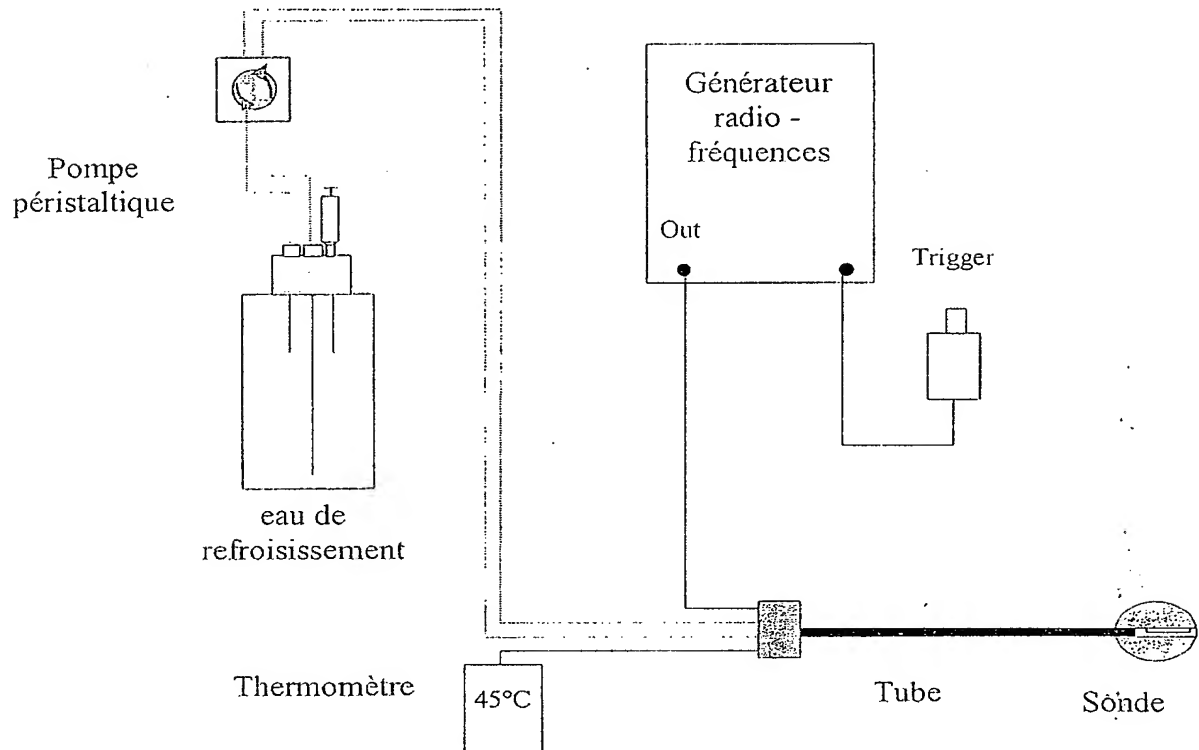 Générateur
radio -
fréquences
Pompe
péristaltique
Out
Trigger
eau de
refroisissement
Thermomètre
45°C
Tube
Sonde